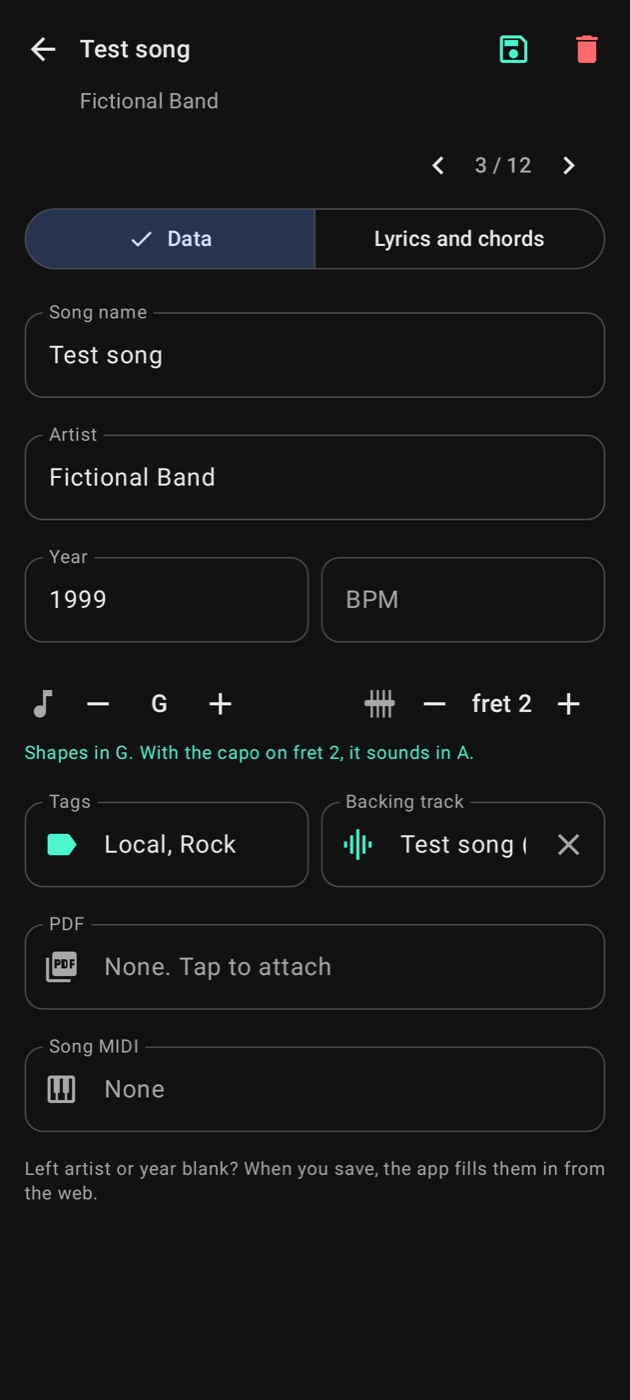 Test song
Fictional Band
3 / 12
Data
Lyrics and chords
Song name
Test song
Artist
Fictional Band
Year
1999
BPM
G
fret 2
Shapes in G. With the capo on fret 2, it sounds in A.
Tags
Local, Rock
Backing track
Test song (
PDF
PDF
None. Tap to attach
Song MIDI
None
Left artist or year blank? When you save, the app fills them in from
the web.